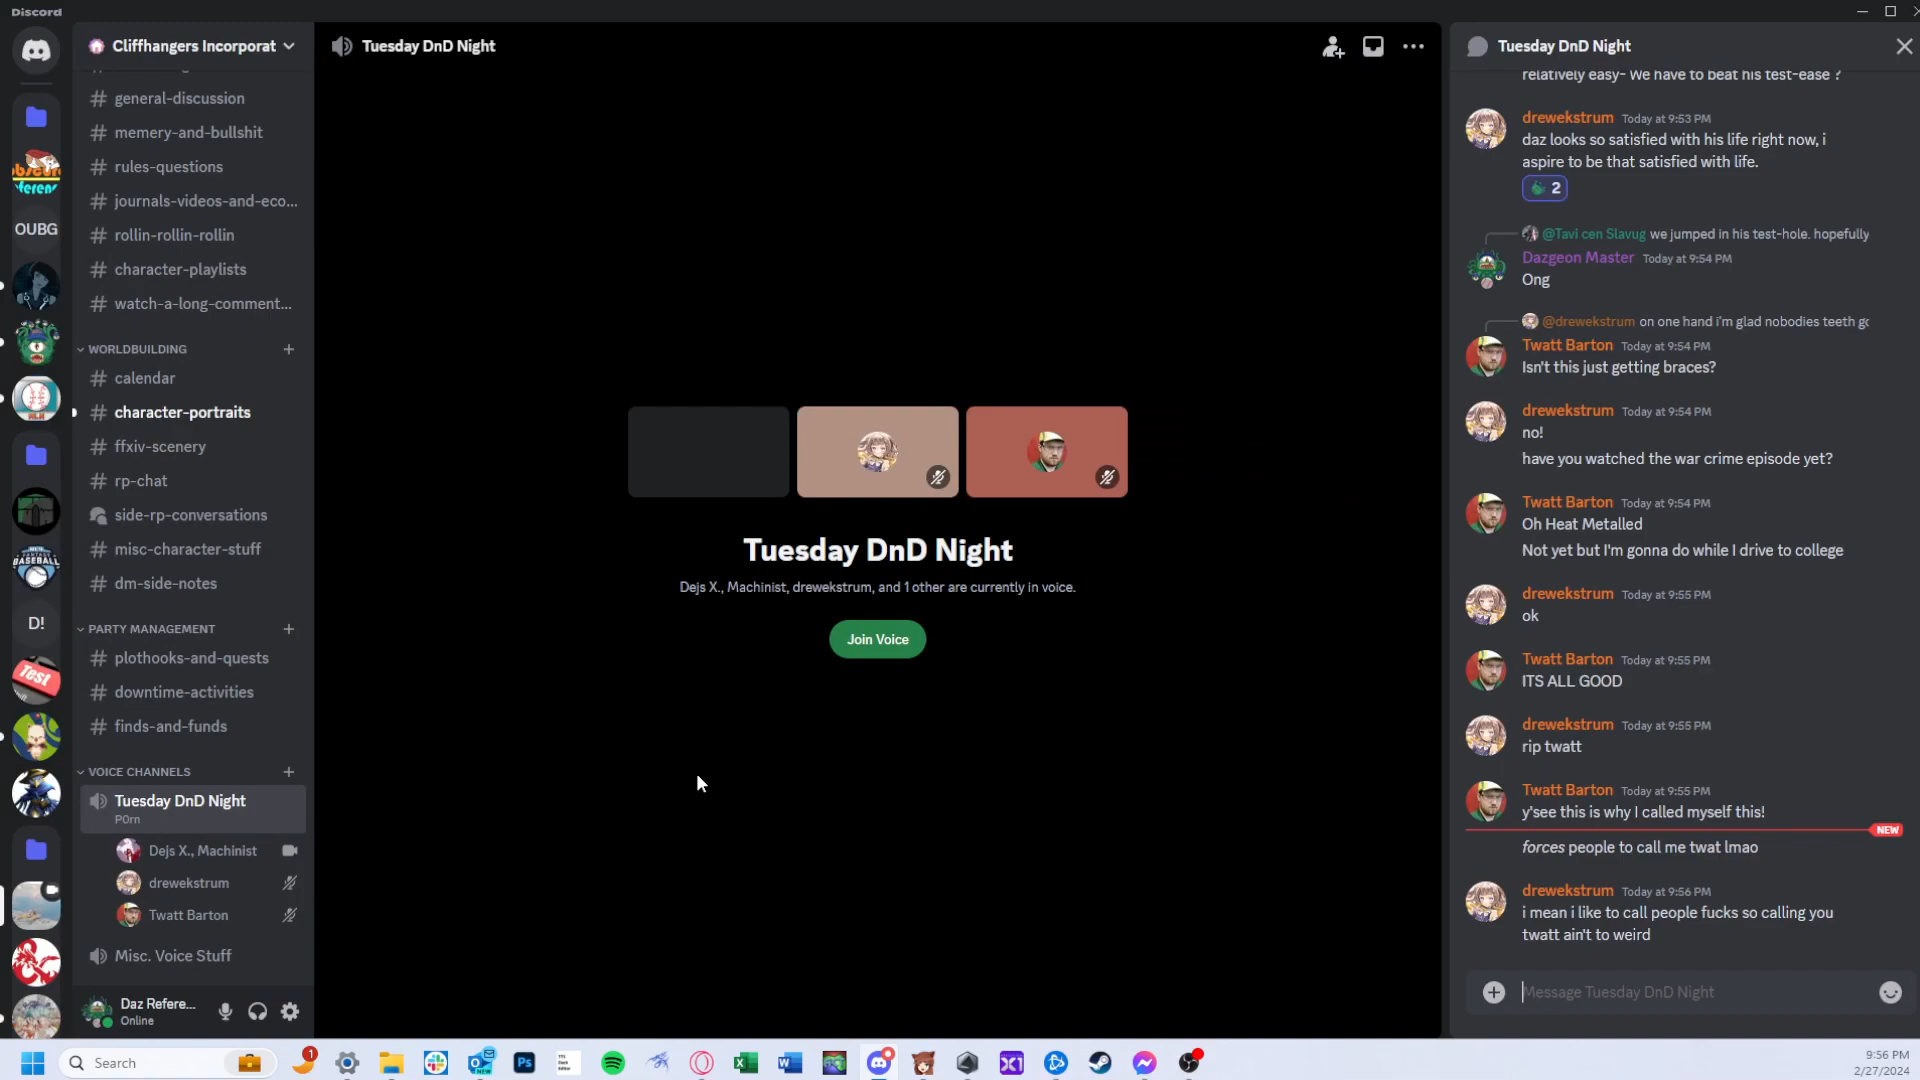 Discord
Cliffhangers Incorporat
general-discussion
memery-and-bullshit
rules-questions
journals-videos-and-eco...
rollin-rollin-rollin
character-playlists
watch-a-long-comment...
WORLDBUILDING
calendar
character-portraits
ffxiv-scenery
rp-chat
side-rp-conversations
misc-character-stuff
dm-side-notes
PARTY MANAGEMENT
plothooks-and-quests
downtime-activities
finds-and-funds
VOICE CHANNELS
Tuesday DnD Night
P0rn
Dejs X., Machinist
drewekstrum
Twatt Barton
Misc. Voice Stuff
Daz Refere...
Online
OUBG
BASEBALL
D!
Test
Tuesday DnD Night
Tuesday DnD Night
Dejs X., Machinist, drewekstrum, and 1 other are currently in voice.
Join Voice
Tuesday DnD Night
relatively easy- We have to beat his test-ease ?
drewekstrum Today at 9:53 PM
daz looks so satisfied with his life right now, i
aspire to be that satisfied with life.
2
@Tavi cen Slavug we jumped in his test-hole. hopefully
Dazgeon Master Today at 9:54 PM
Ong
@drewekstrum on one hand i'm glad nobodies teeth go
Twatt Barton Today at 9:54 PM
Isn't this just getting braces?
drewekstrum Today at 9:54 PM
no!
have you watched the war crime episode yet?
Twatt Barton Today at 9:54 PM
Oh Heat Metalled
Not yet but I'm gonna do while I drive to college
drewekstrum Today at 9:55 PM
ok
Twatt Barton Today at 9:55 PM
ITS ALL GOOD
drewekstrum Today at 9:55 PM
rip twatt
Twatt Barton Today at 9:55 PM
y'see this is why I called myself this!
NEW
forces people to call me twat lmao
drewekstrum Today at 9:56 PM
i mean i like to call people fucks so calling you
twatt ain't to weird
Message Tuesday DnD Night
Search
1
NEW
Ps
9:56 PM
2/27/2024